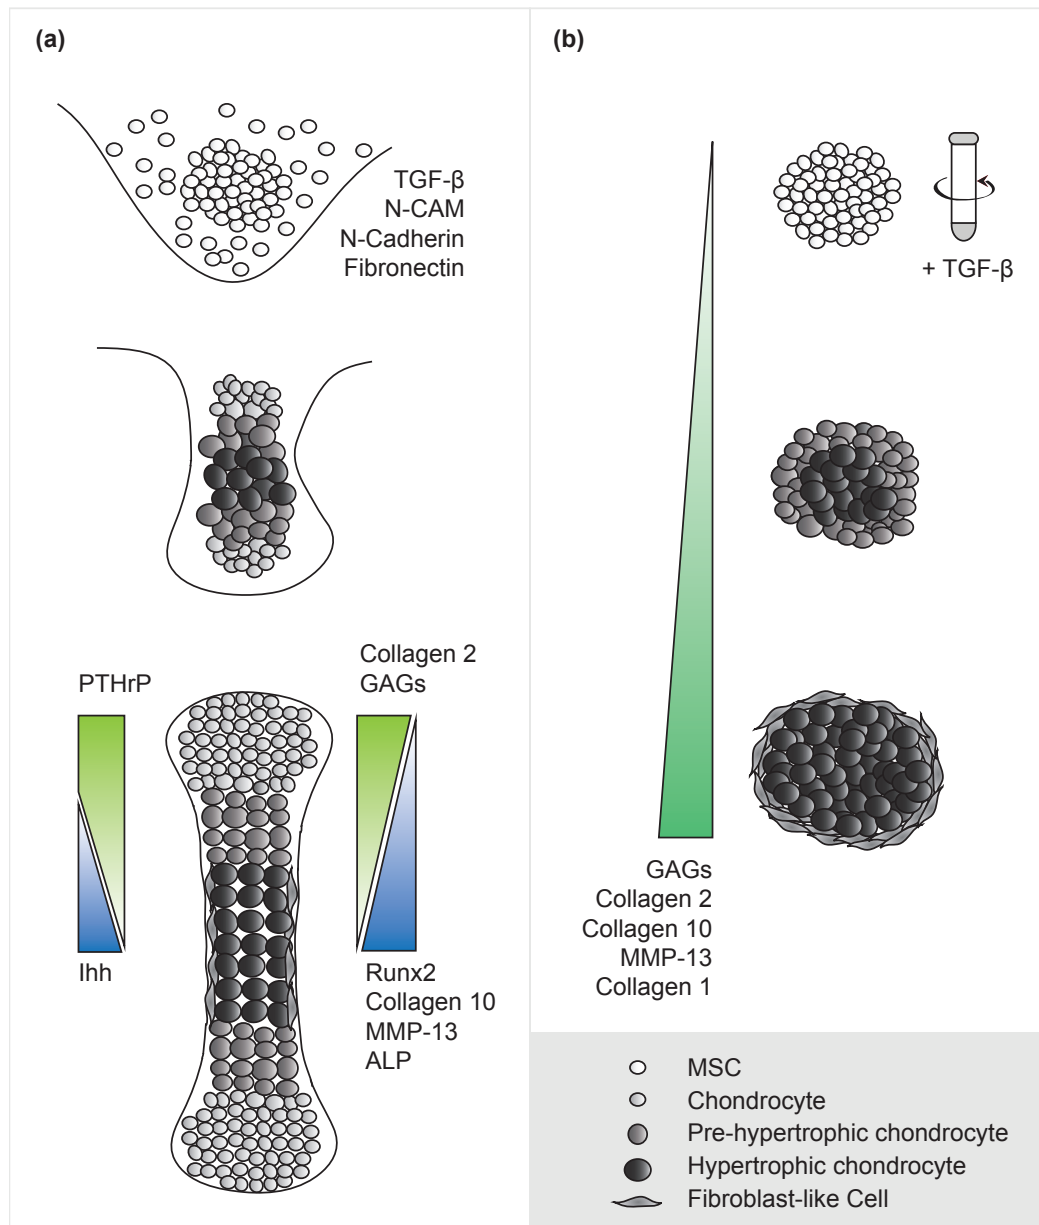 (a)
TGF-β
N-CAM
N-Cadherin
Fibronectin
PTHrP
Collagen 2
GAGs
Ihh
Runx2
Collagen 10
MMP-13
ALP
(b)
+ TGF-β
GAGs
Collagen 2
Collagen 10
MMP-13
Collagen 1
MSC
Chondrocyte
Pre-hypertrophic chondrocyte
Hypertrophic chondrocyte
Fibroblast-like Cell